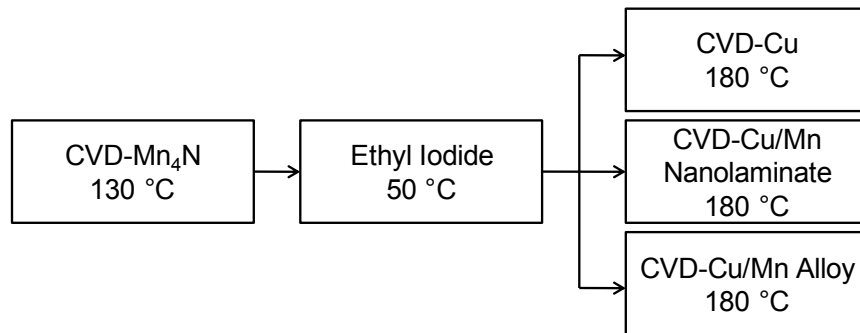 CVD-Mn₄N
130 °C
Ethyl Iodide
50 °C
CVD-Cu
180 °C
CVD-Cu/Mn
Nanolaminate
180 °C
CVD-Cu/Mn Alloy
180 °C